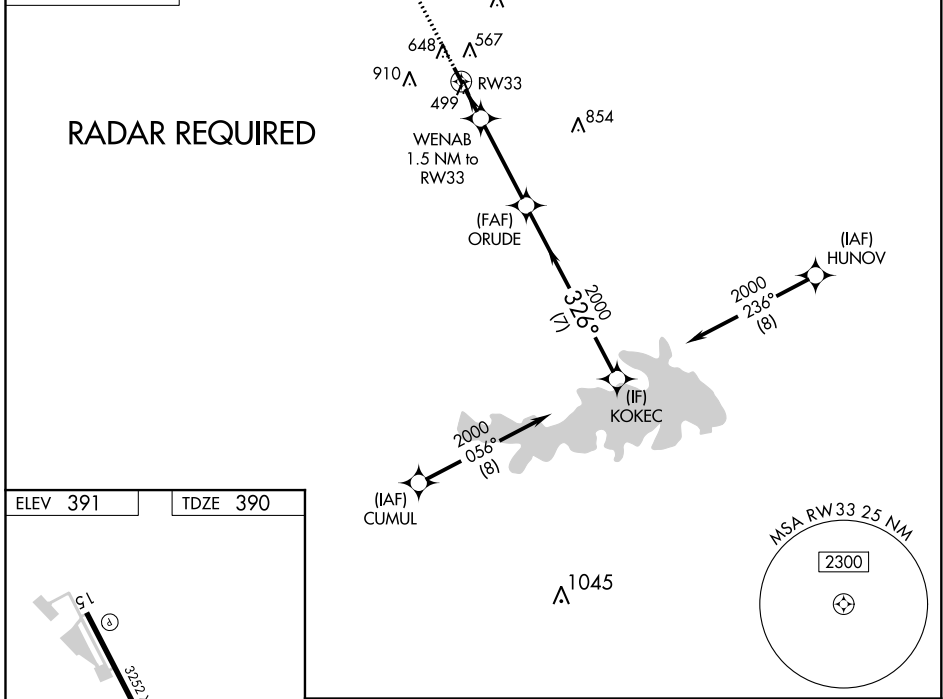 648
567
910
RW33
499
RADAR REQUIRED
854
WENAB
1.5 NM to
RW33
(FAF)
ORUDE
(IAF)
HUNOV
2000
236°
(8)
2000
326°
(7)
(IF)
KOKEC
2000
056°
(8)
(IAF)
CUMUL
ELEV 391
TDZE 390
MSA RW33 25 NM
2300
1045
15
P
3252